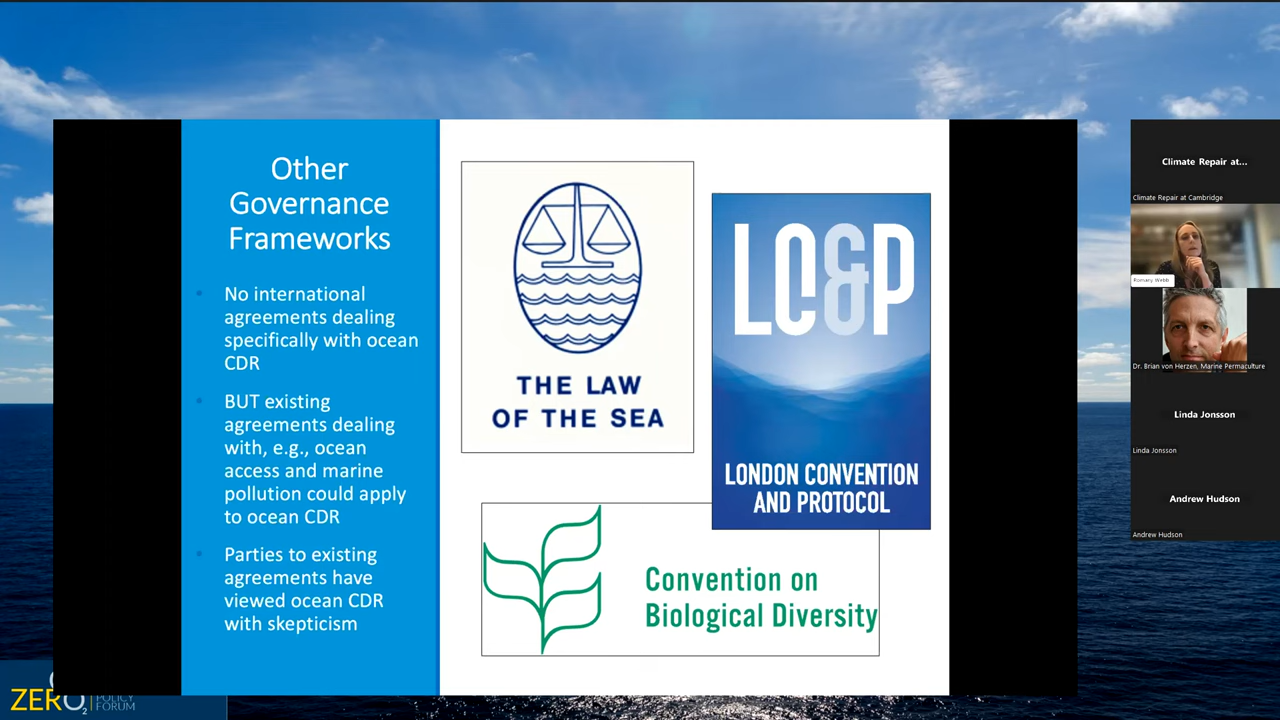 Other
Governance
Frameworks
• No international
agreements dealing
specifically with ocean
CDR
• BUT existing
agreements dealing
with, e.g., ocean
access and marine
pollution could apply
to ocean CDR
• Parties to existing
agreements have
viewed ocean CDR
with skepticism
THE LAW
OF THE SEA
LC&P
LONDON CONVENTION
AND PROTOCOL
Convention on
Biological Diversity
Climate Repair at...
Climate Repair at Cambridge
Romany Webb
Dr. Brian von Herzen, Marine Permaculture
Linda Jonsson
Linda Jonsson
Andrew Hudson
Andrew Hudson
ZERO2
POLICY
FORUM